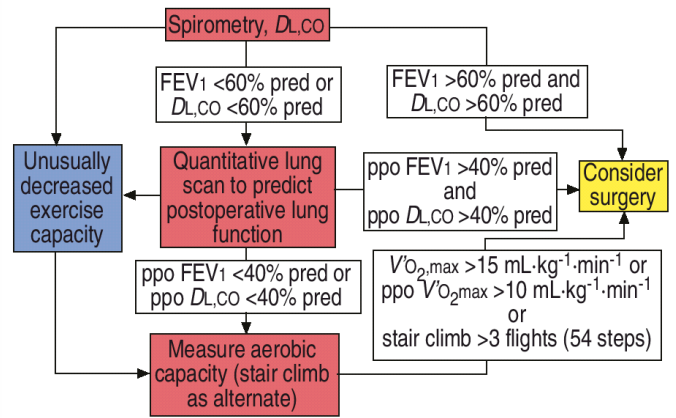 Spirometry, DL,CO
FEV1 <60% pred or
DL,CO <60% pred
FEV1 >60% pred and
DL,CO >60% pred
Unusually
decreased
exercise
capacity
Quantitative lung
scan to predict
postoperative lung
function
ppo FEV1 >40% pred
and
ppo DL,CO >40% pred
Consider
surgery
ppo FEV1 <40% pred or
ppo DL,CO <40% pred
V'O2,max >15 mL·kg-1·min-1 or
ppo V'O2max >10 mL·kg-1·min-1
or
stair climb >3 flights (54 steps)
Measure aerobic
capacity (stair climb
as alternate)